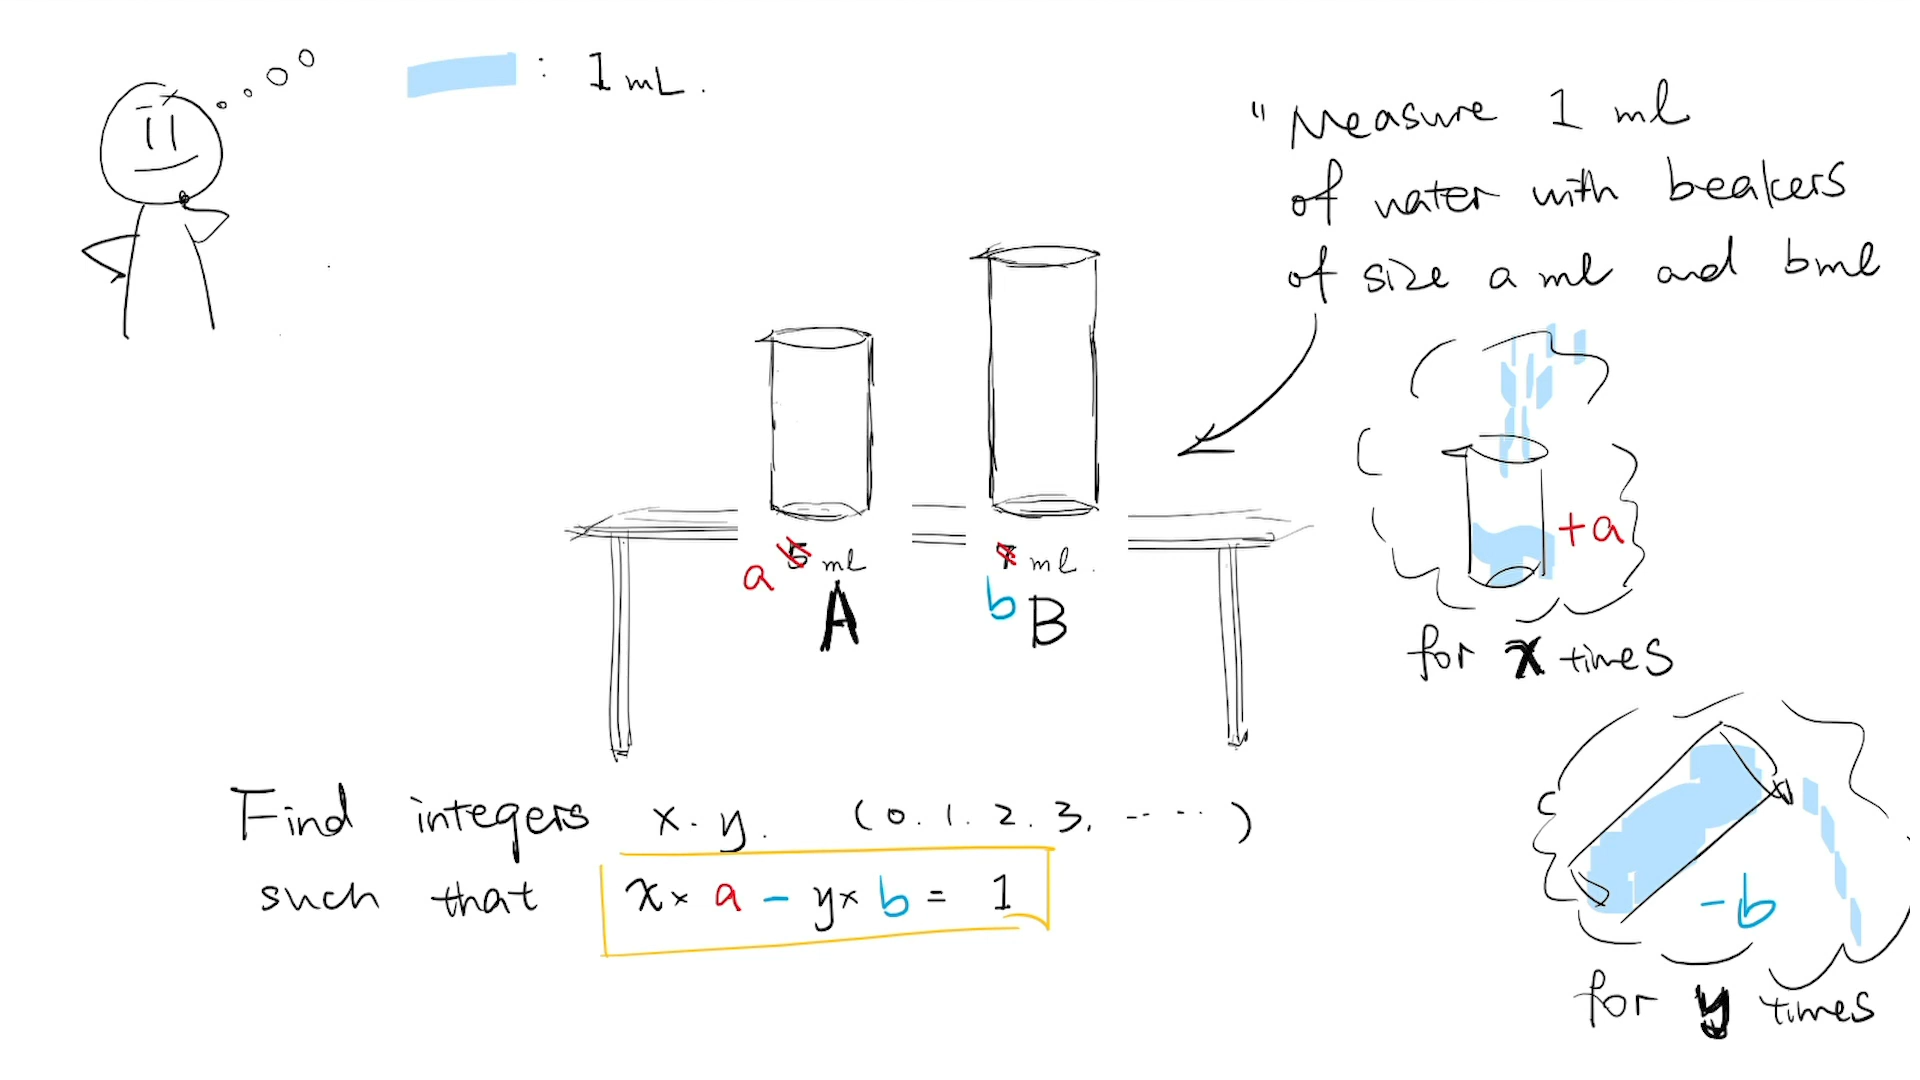 : 1 mL.
"Measure 1 ml
of water with beakers
of size a ml and b ml
+a
for x times
a 5 ml
b 7 ml.
A
B
-b
for y times
Find integers x. y. (0. 1. 2. 3. .....)
such that x× a - y× b = 1